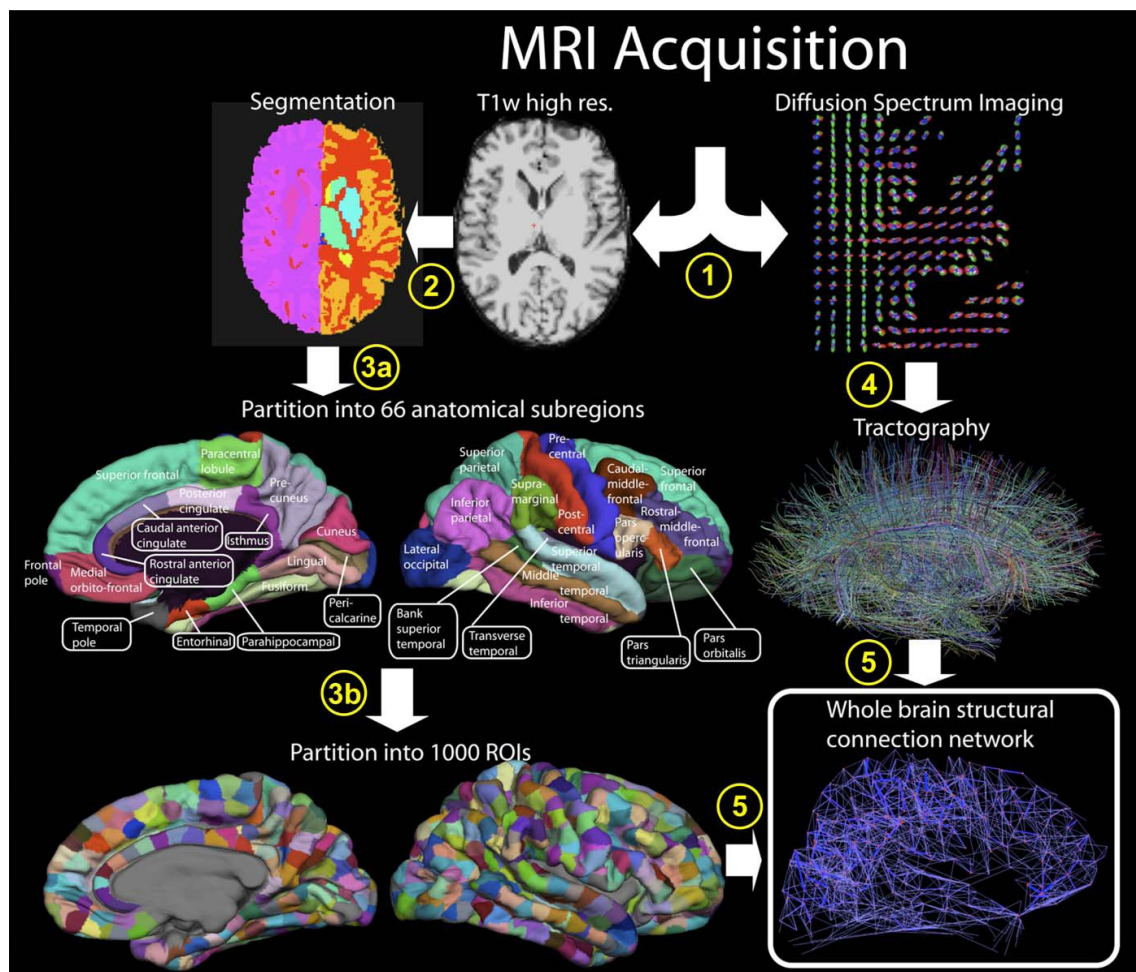 MRI Acquisition
Segmentation
T1w high res.
Diffusion Spectrum Imaging
1
2
3a
4
Partition into 66 anatomical subregions
Tractography
Superior frontal
Paracentral
lobule
Pre-
cuneus
Posterior
cingulate
Caudal anterior
cingulate
Isthmus
Cuneus
Rostral anterior
cingulate
Frontal
pole
Medial
orbito-frontal
Lingual
Fusiform
Peri-
calcarine
Temporal
pole
Entorhinal
Parahippocampal
Superior
parietal
Pre-
central
Caudal-
middle-
frontal
Superior
frontal
Supra-
marginal
Inferior
parietal
Post-
central
Rostral-
middle-
frontal
Pars
opercularis
Lateral
occipital
Superior
temporal
Middle
temporal
Inferior
temporal
Bank
superior
temporal
Transverse
temporal
Pars
triangularis
Pars
orbitalis
3b
5
Partition into 1000 ROIs
Whole brain structural
connection network
5